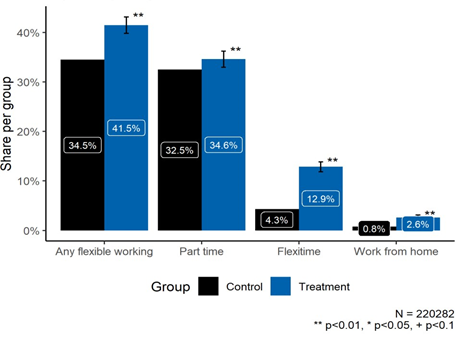 Share per group
40%
30%
20%
10%
0%
**
34.5%
41.5%
**
32.5%
34.6%
**
4.3%
12.9%
**
0.8%
2.6%
Any flexible working
Part time
Flexitime
Work from home
Group Control Treatment
N = 220282
** p<0.01, * p<0.05, + p<0.1